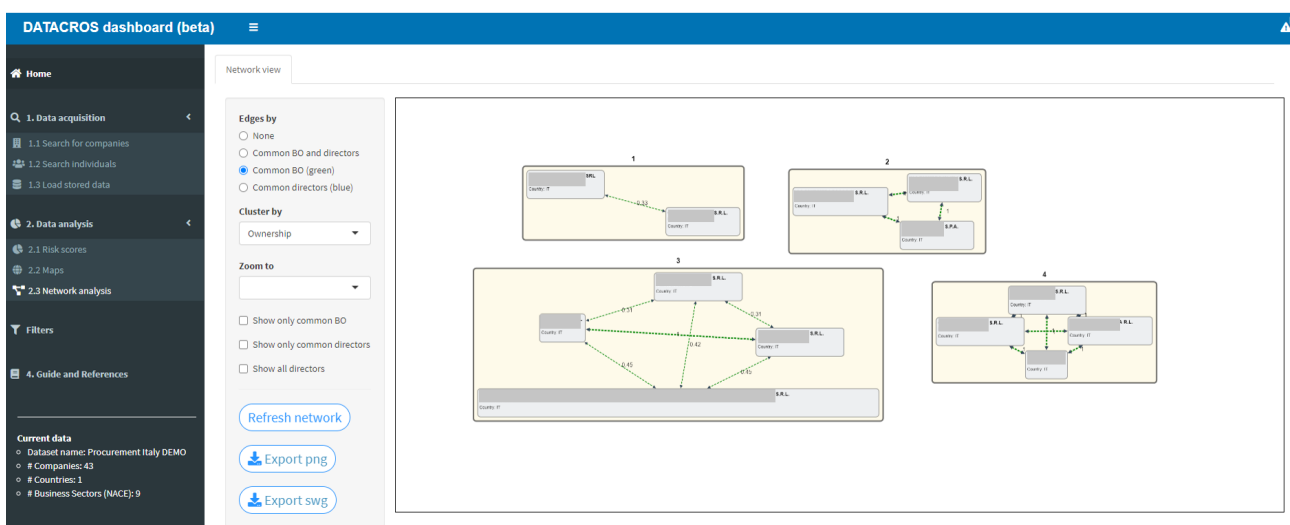 DATACROS dashboard (beta)
Home
1. Data acquisition
1.1 Search for companies
1.2 Search individuals
1.3 Load stored data
2. Data analysis
2.1 Risk scores
2.2 Maps
2.3 Network analysis
Filters
4. Guide and References
Current data
Dataset name: Procurement Italy DEMO
# Companies: 43
# Countries: 1
# Business Sectors (NACE): 9
Network view
Edges by
None
Common BO and directors
Common BO (green)
Common directors (blue)
Cluster by
Ownership
Zoom to
Show only common BO
Show only common directors
Show all directors
Refresh network
Export png
Export swg
1
SRL
Country: IT
0.33
S.R.L.
Country: IT
2
S.R.L.
Country: IT
S.R.L.
Country: IT
1
1
S.P.A.
Country: IT
3
S.R.L.
Country: IT
0.31
0.31
Country: IT
1
S.R.L.
Country: IT
0.42
0.45
0.45
S.R.L.
Country: IT
4
S.R.L.
Country: IT
S.R.L.
Country: IT
1
S.R.L.
Country: IT
1
1
Country: IT